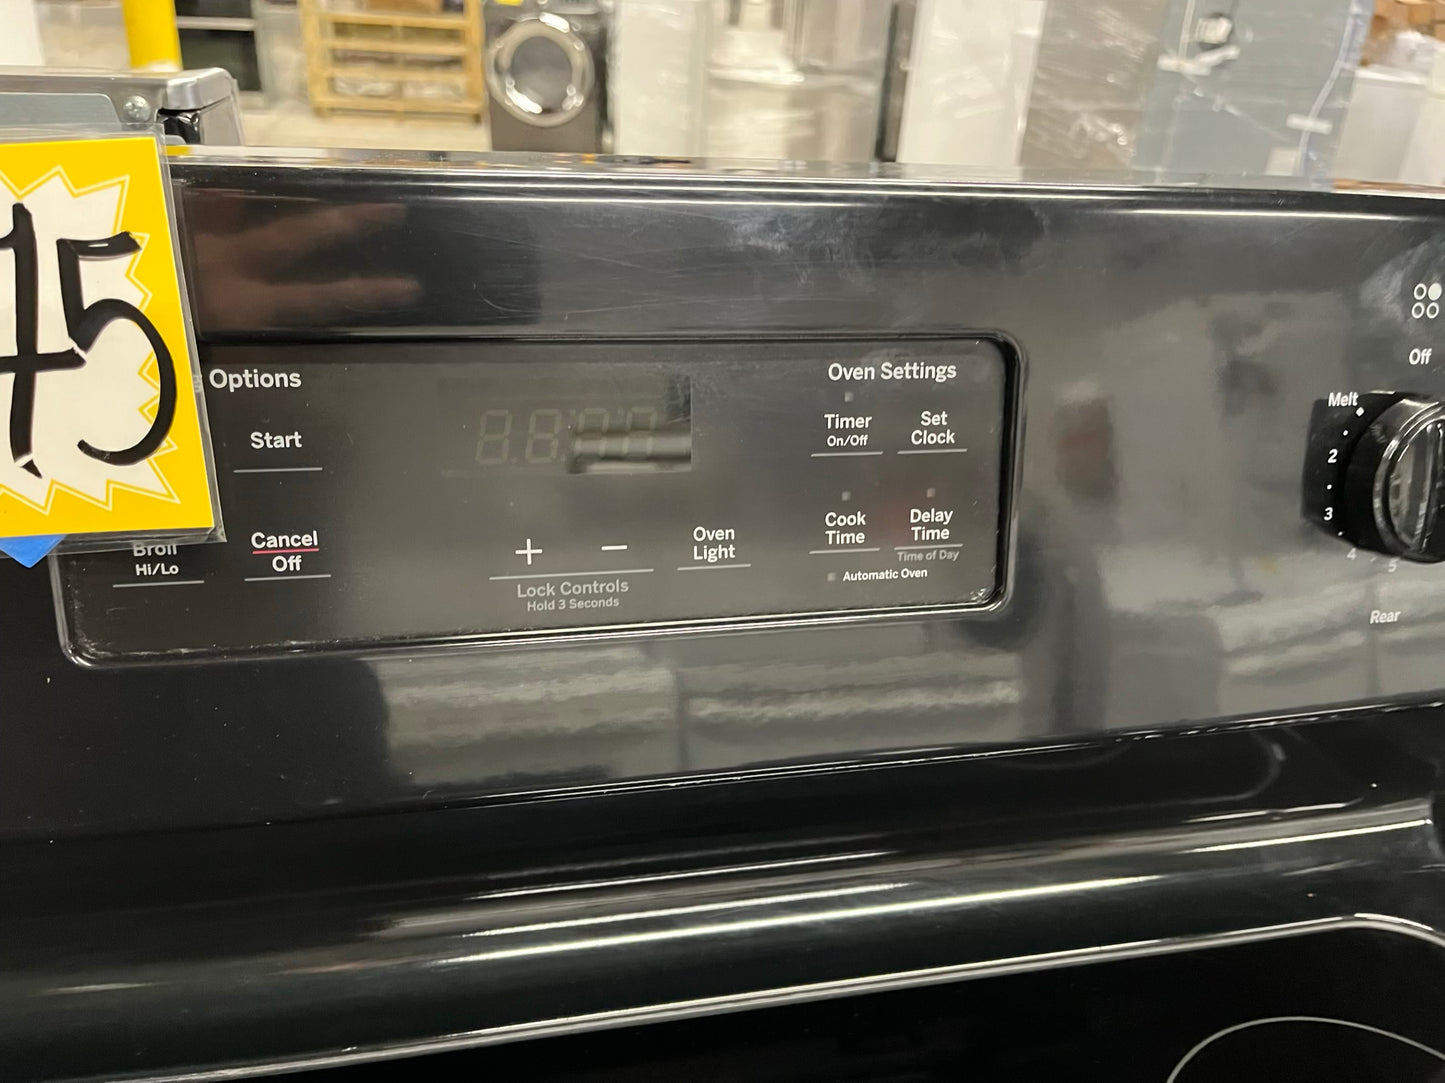 75
Options
Start
Broil
Hi/Lo
Cancel
Off
+ −
Lock Controls
Hold 3 Seconds
Oven
Light
Oven Settings
Timer
On/Off
Set
Clock
Cook
Time
Delay
Time
Time of Day
Automatic Oven
Off
Melt
2
3
4
5
Rear